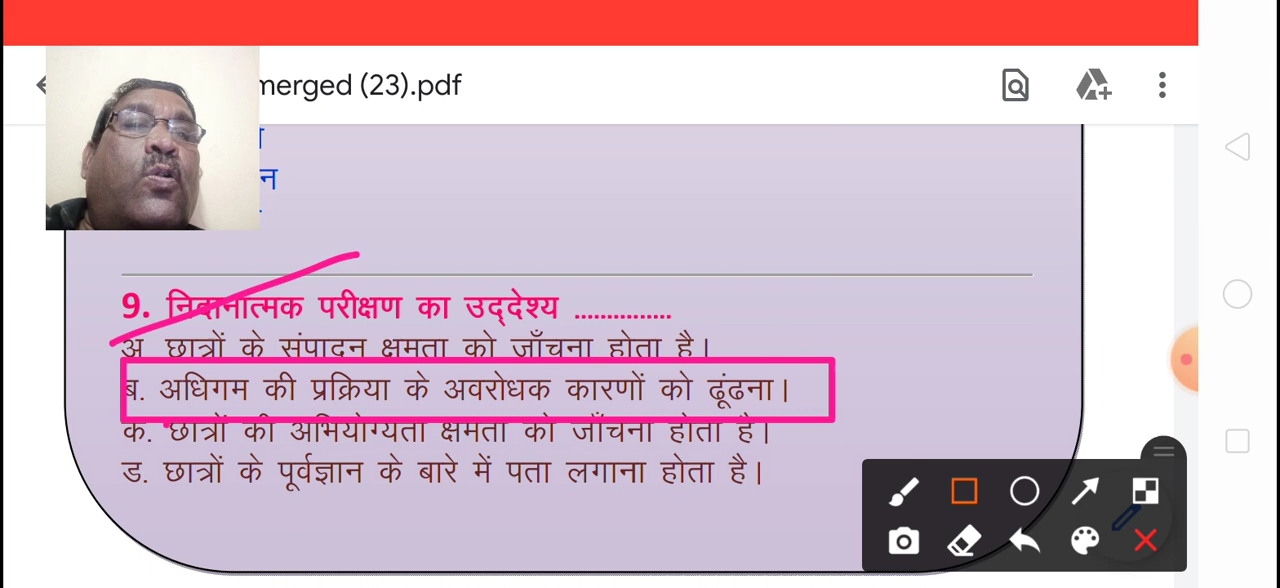 merged (23).pdf
न
9. निदानात्मक परीक्षण का उद्देश्य ...............
अ. छात्रों के संपादन क्षमता को जाँचना होता है।
ब. अधिगम की प्रक्रिया के अवरोधक कारणों को ढूंढना।
क. छात्रों की अभियोग्यता क्षमता को जाँचना होता है।
ड. छात्रों के पूर्वज्ञान के बारे में पता लगाना होता है।